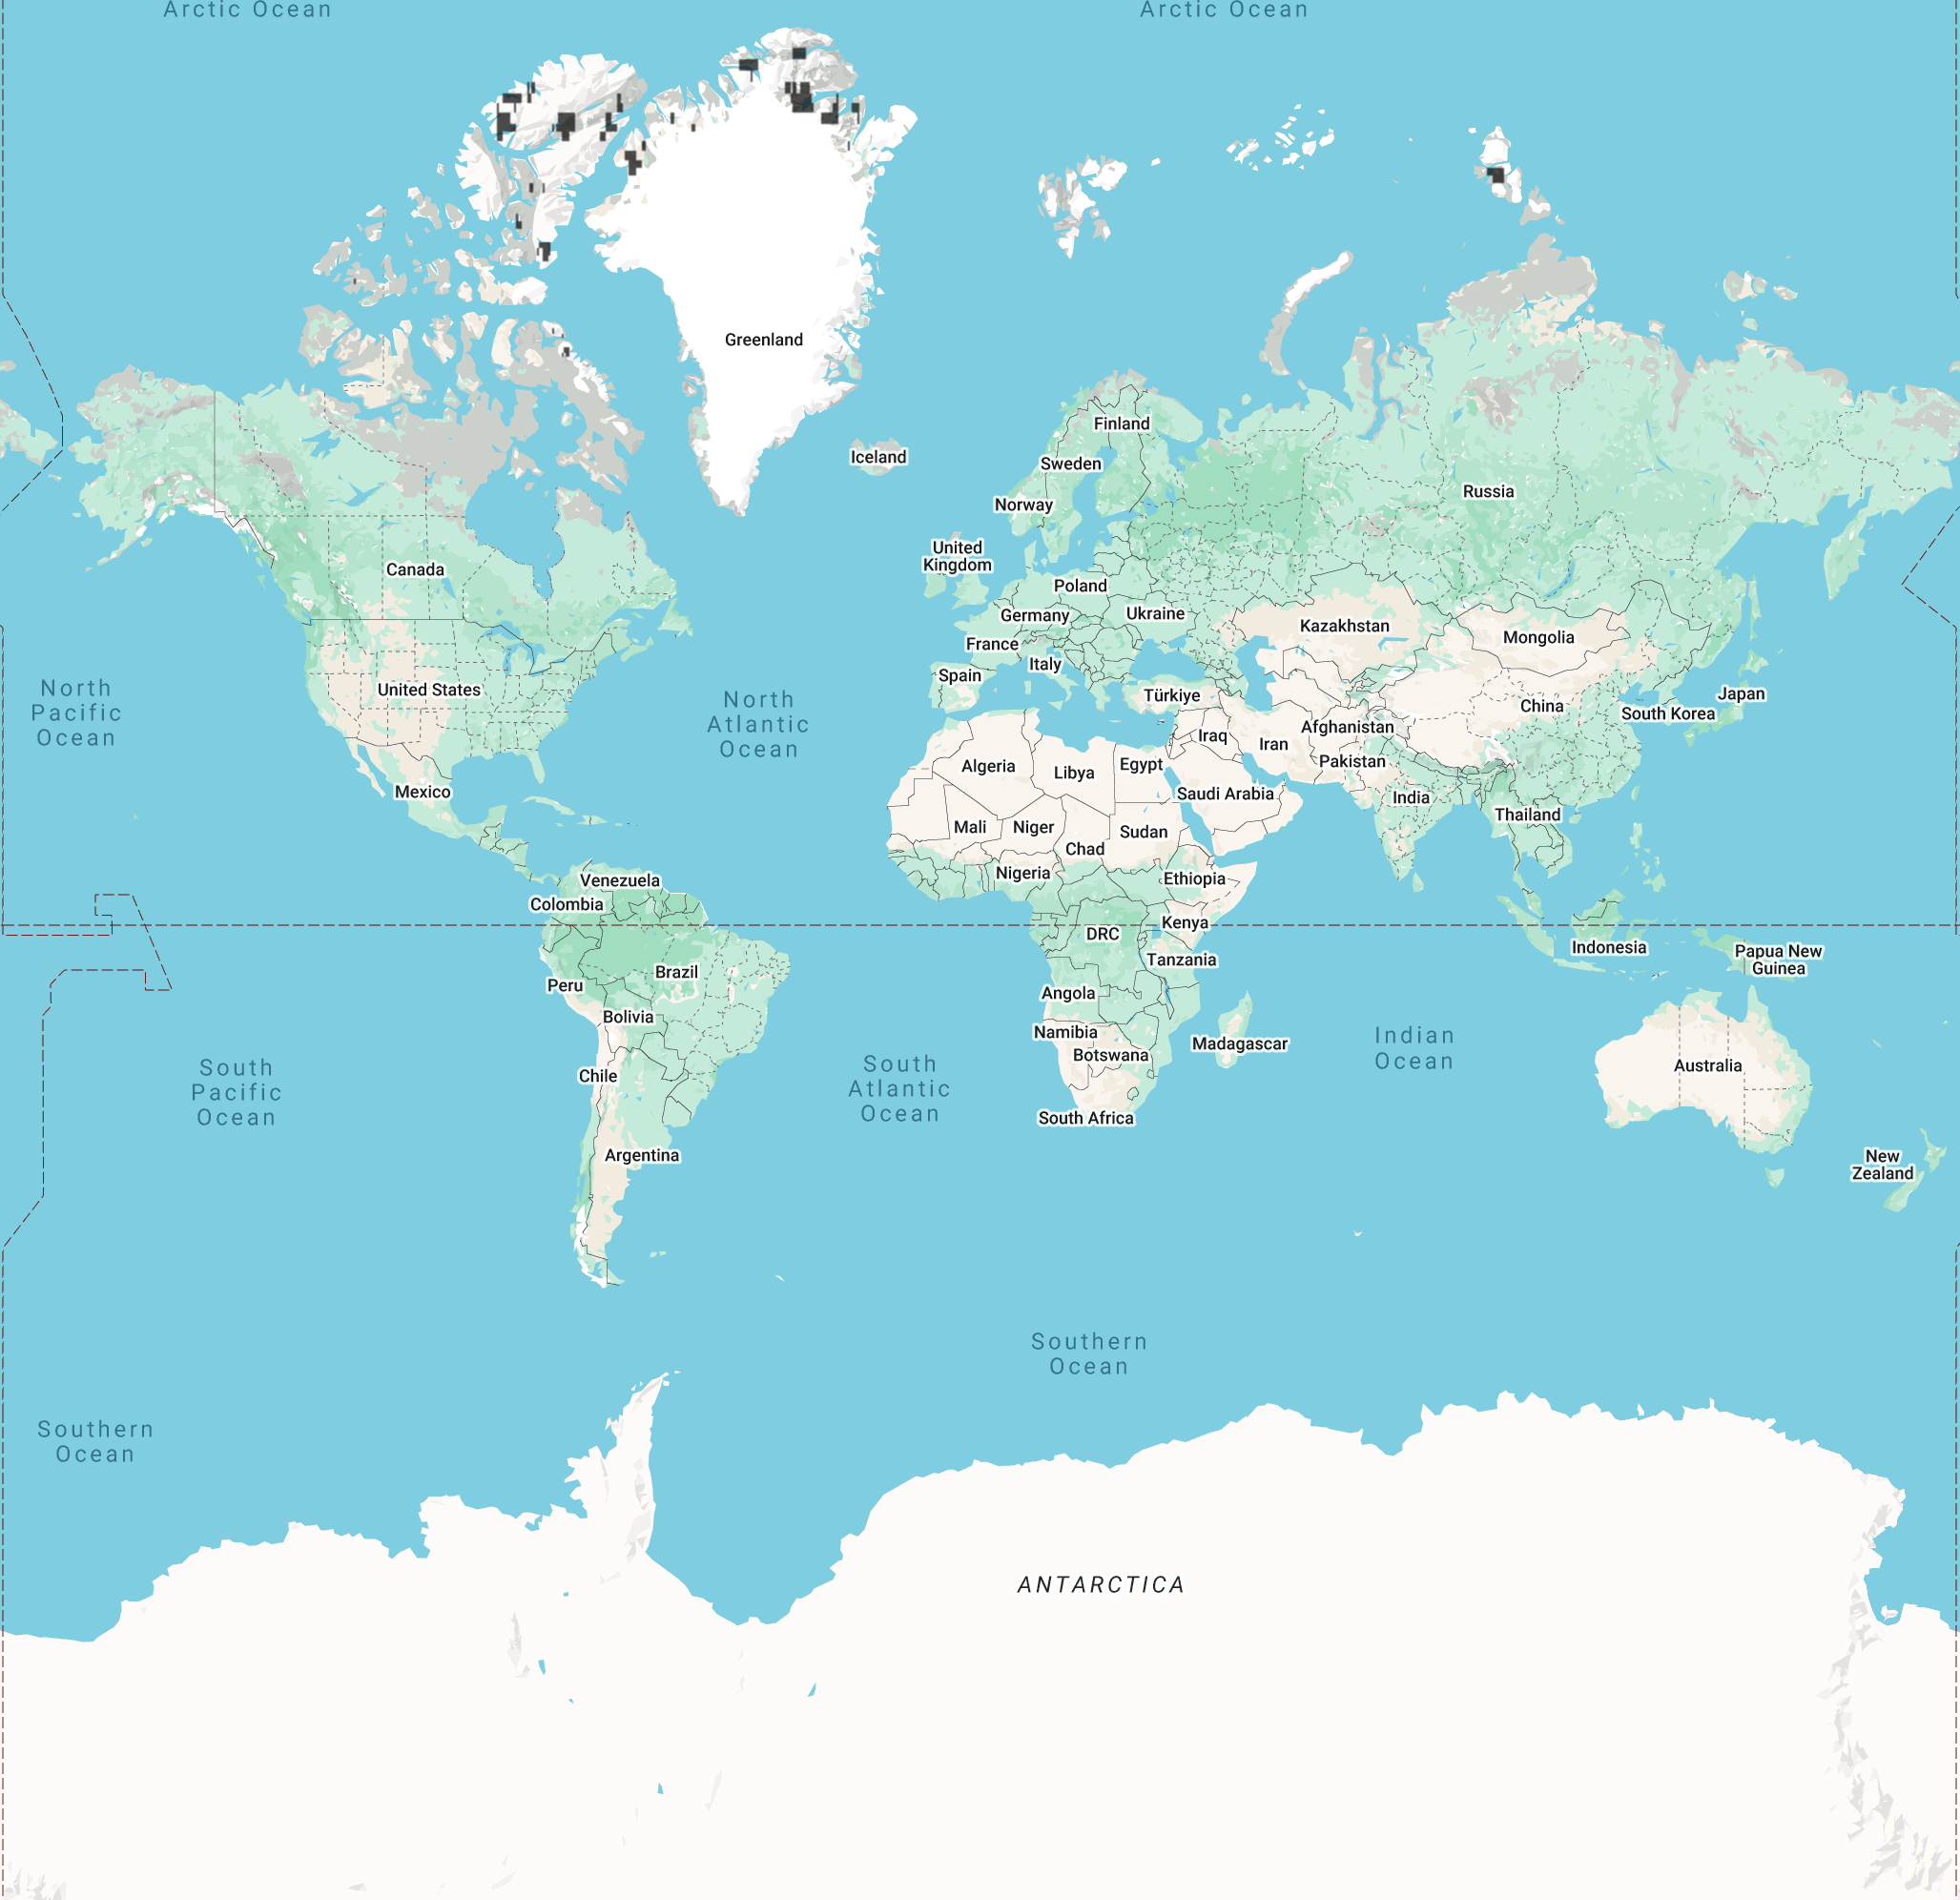 Arctic Ocean
Arctic Ocean
Greenland
Finland
Iceland
Sweden
Russia
Norway
United
Kingdom
Canada
Poland
Germany
Ukraine
Kazakhstan
Mongolia
France
Italy
Spain
United States
Türkiye
Japan
China
South Korea
North
Pacific
Ocean
North
Atlantic
Ocean
Afghanistan
Iraq
Iran
Pakistan
Algeria
Libya
Egypt
Mexico
Saudi Arabia
India
Thailand
Mali
Niger
Sudan
Chad
Nigeria
Ethiopia
Venezuela
Colombia
Kenya
DRC
Indonesia
Papua New
Guinea
Tanzania
Brazil
Peru
Angola
Bolivia
Namibia
Madagascar
Indian
Ocean
Botswana
Australia
Chile
South
Pacific
Ocean
South
Atlantic
Ocean
South Africa
Argentina
New
Zealand
Southern
Ocean
Southern
Ocean
ANTARCTICA